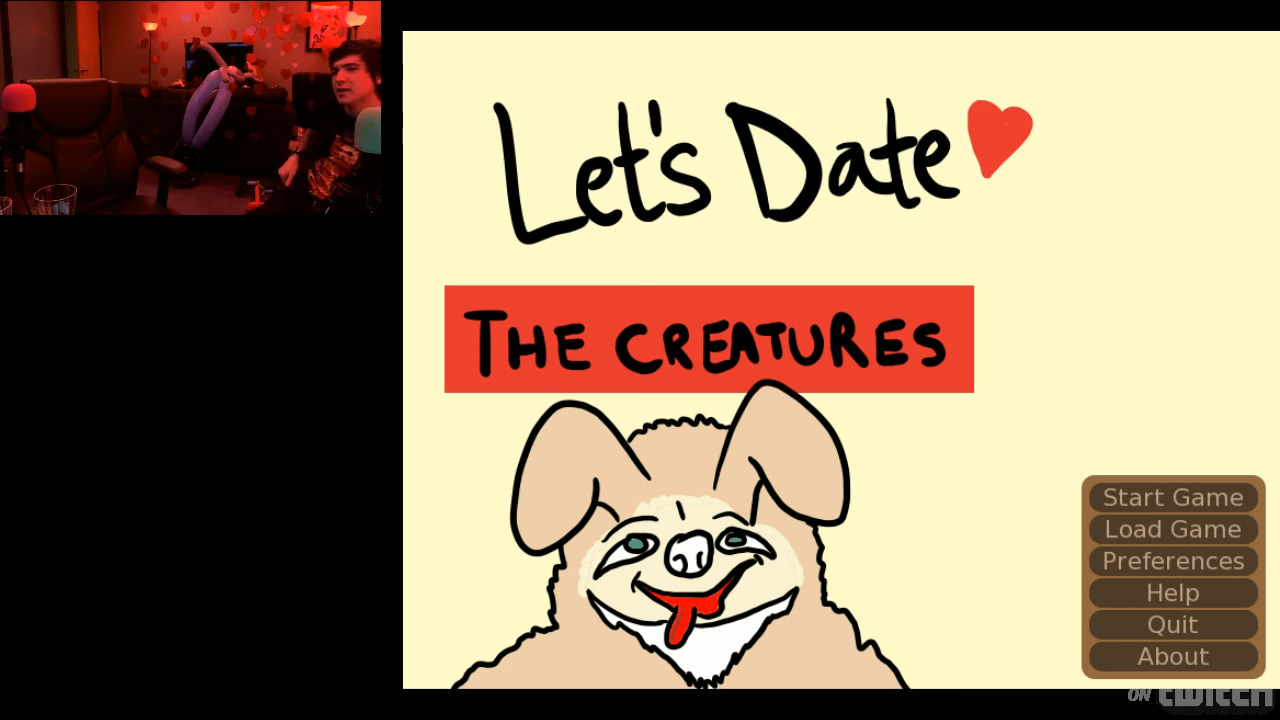 Let's Date
THE CREATURES
Start Game
Load Game
Preferences
Help
Quit
About
ON twitch